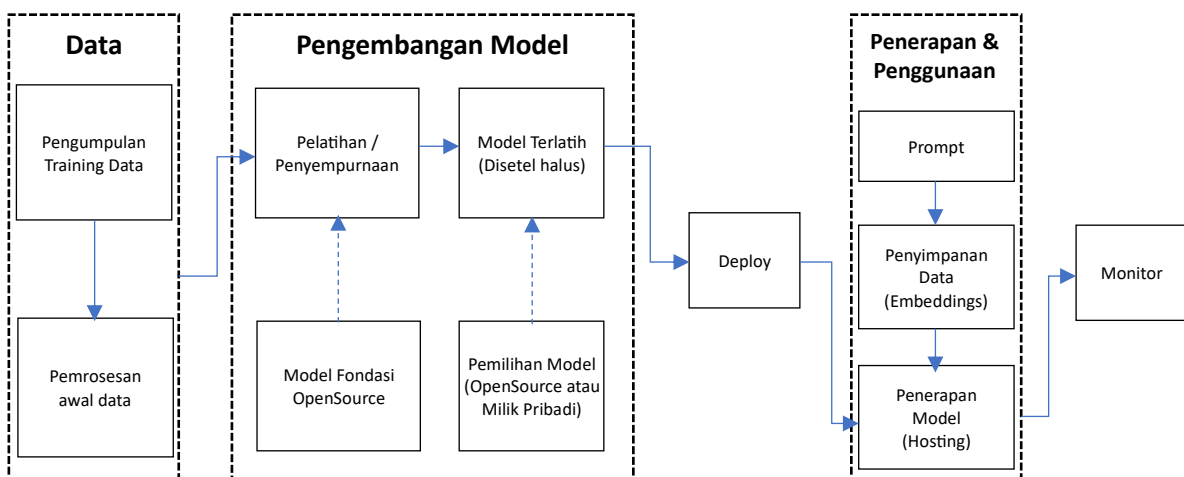 Data
Pengumpulan
Training Data
Pemrosesan
awal data
Pengembangan Model
Pelatihan /
Penyempurnaan
Model Terlatih
(Disetel halus)
Model Fondasi
OpenSource
Pemilihan Model
(OpenSource atau
Milik Pribadi)
Deploy
Penerapan &
Penggunaan
Prompt
Penyimpanan
Data
(Embeddings)
Penerapan
Model
(Hosting)
Monitor